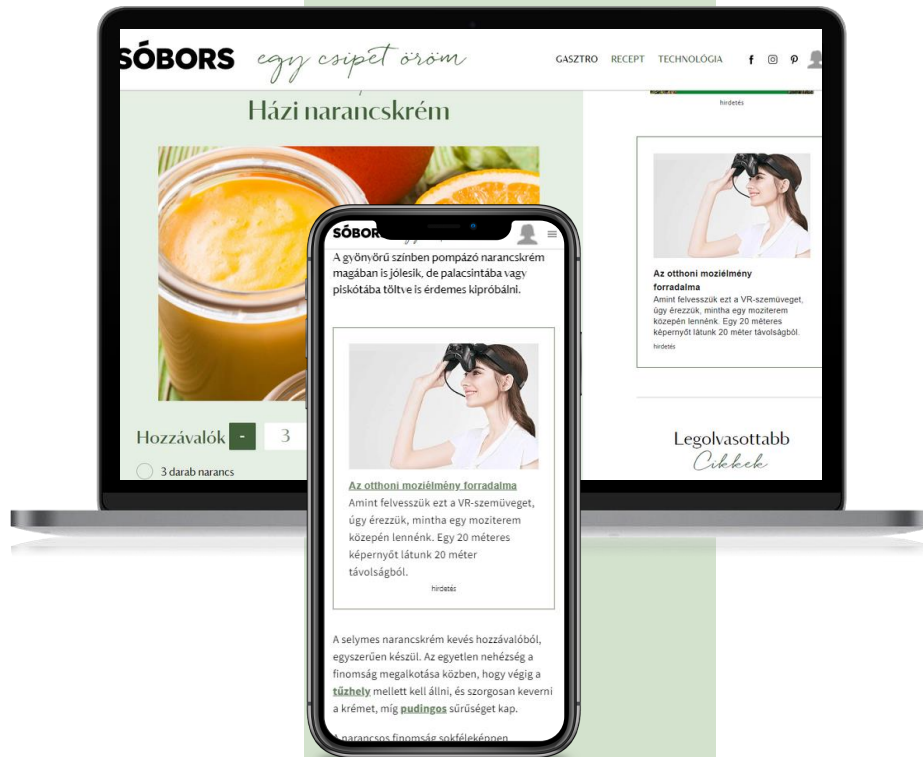 SÓBORS egy csipet öröm
GASZTRO RECEPT TECHNOLÓGIA
Házi narancskrém
Hozzávalók - 3
3 darab narancs
hirdetés
Az otthoni moziélmény
forradalma
Amint felvesszük ezt a VR-szemüveget,
úgy érezzük, mintha egy moziterem
közepén lennénk. Egy 20 méteres
képernyőt látunk 20 méter távolságból.
hirdetés
Legolvasottabb
Cikkek
SÓBOR
A gyönyörű színben pompázó narancskrém
magában is jólesik, de palacsintába vagy
piskótába töltve is érdemes kipróbálni.
Az otthoni moziélmény forradalma
Amint felvesszük ezt a VR-szemüveget,
úgy érezzük, mintha egy moziterem
közepén lennénk. Egy 20 méteres
képernyőt látunk 20 méter
távolságból.
hirdetés
A selymes narancskrém kevés hozzávalóból,
egyszerűen készül. Az egyetlen nehézség a
finomság megalkotása közben, hogy végig a
tűzhely mellett kell állni, és szorgosan keverni
a krémet, míg pudingos sűrűséget kap.
A narancsos finomság sokféleképpen